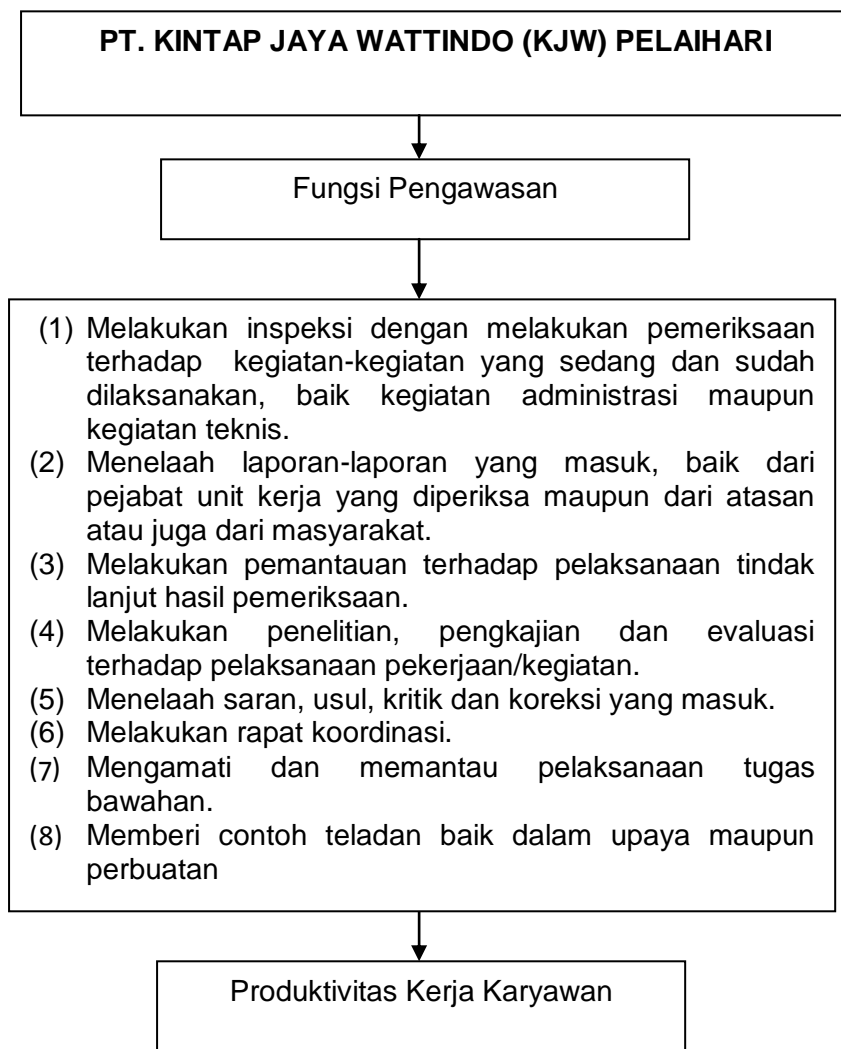 PT. KINTAP JAYA WATTINDO (KJW) PELAIHARI
Fungsi Pengawasan
(1) Melakukan inspeksi dengan melakukan pemeriksaan
terhadap kegiatan-kegiatan yang sedang dan sudah
dilaksanakan, baik kegiatan administrasi maupun
kegiatan teknis.
(2) Menelaah laporan-laporan yang masuk, baik dari
pejabat unit kerja yang diperiksa maupun dari atasan
atau juga dari masyarakat.
(3) Melakukan pemantauan terhadap pelaksanaan tindak
lanjut hasil pemeriksaan.
(4) Melakukan penelitian, pengkajian dan evaluasi
terhadap pelaksanaan pekerjaan/kegiatan.
(5) Menelaah saran, usul, kritik dan koreksi yang masuk.
(6) Melakukan rapat koordinasi.
(7) Mengamati dan memantau pelaksanaan tugas
bawahan.
(8) Memberi contoh teladan baik dalam upaya maupun
perbuatan
Produktivitas Kerja Karyawan